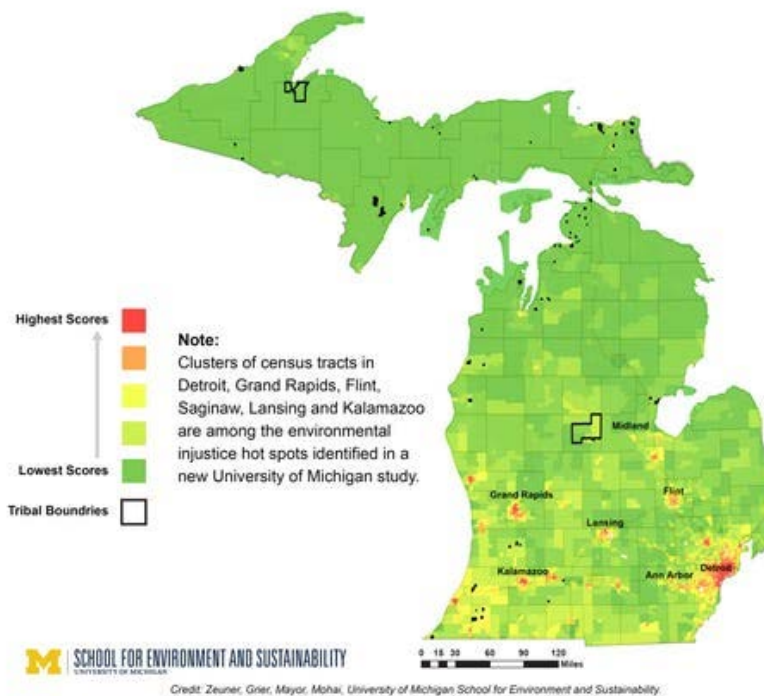 Highest Scores
Lowest Scores
Tribal Boundries
Note:
Clusters of census tracts in
Detroit, Grand Rapids, Flint,
Saginaw, Lansing and Kalamazoo
are among the environmental
injustice hot spots identified in a
new University of Michigan study.
Midland
Grand Rapids
Flint
Lansing
Detroit
Kalamazoo
Ann Arbor
M SCHOOL FOR ENVIRONMENT AND SUSTAINABILITY
UNIVERSITY OF MICHIGAN
0 15 30 60 90 120
Miles
Credit: Zeuner, Grier, Mayor, Mohai, University of Michigan School for Environment and Sustainability.